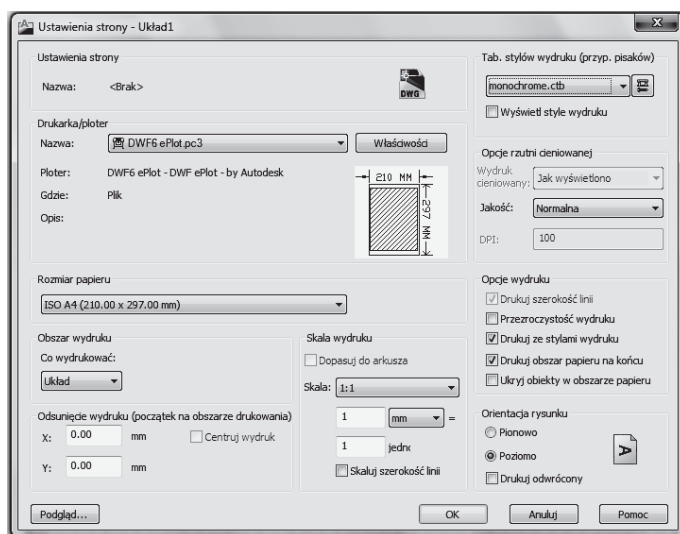 Ustawienia strony - Układ1
Ustawienia strony
Nazwa: <Brak>
DWG
Drukarka/ploter
Nazwa: DWF6 ePlot.pc3
Właściwości
Ploter: DWF6 ePlot - DWF ePlot - by Autodesk
Gdzie: Plik
Opis:
210 MM
297 MM
Rozmiar papieru
ISO A4 (210.00 x 297.00 mm)
Obszar wydruku
Co wydrukować:
Układ
Odsunięcie wydruku (początek na obszarze drukowania)
X: 0.00 mm
Centruj wydruk
Y: 0.00 mm
Skala wydruku
Dopasuj do arkusza
Skala: 1:1
1 mm =
1 jednc
Skaluj szerokość linii
Tab. stylów wydruku (przyp. pisaków)
monochrome.ctb
Wyświetl style wydruku
Opcje rzutni cieniowanej
Wydruk
cieniowany: Jak wyświetlono
Jakość: Normalna
DPI: 100
Opcje wydruku
Drukuj szerokość linii
Przezroczystość wydruku
Drukuj ze stylami wydruku
Drukuj obszar papieru na końcu
Ukryj obiekty w obszarze papieru
Orientacja rysunku
Pionowo
Poziomo
A
Drukuj odwrócony
Podgląd...
OK
Anuluj
Pomoc